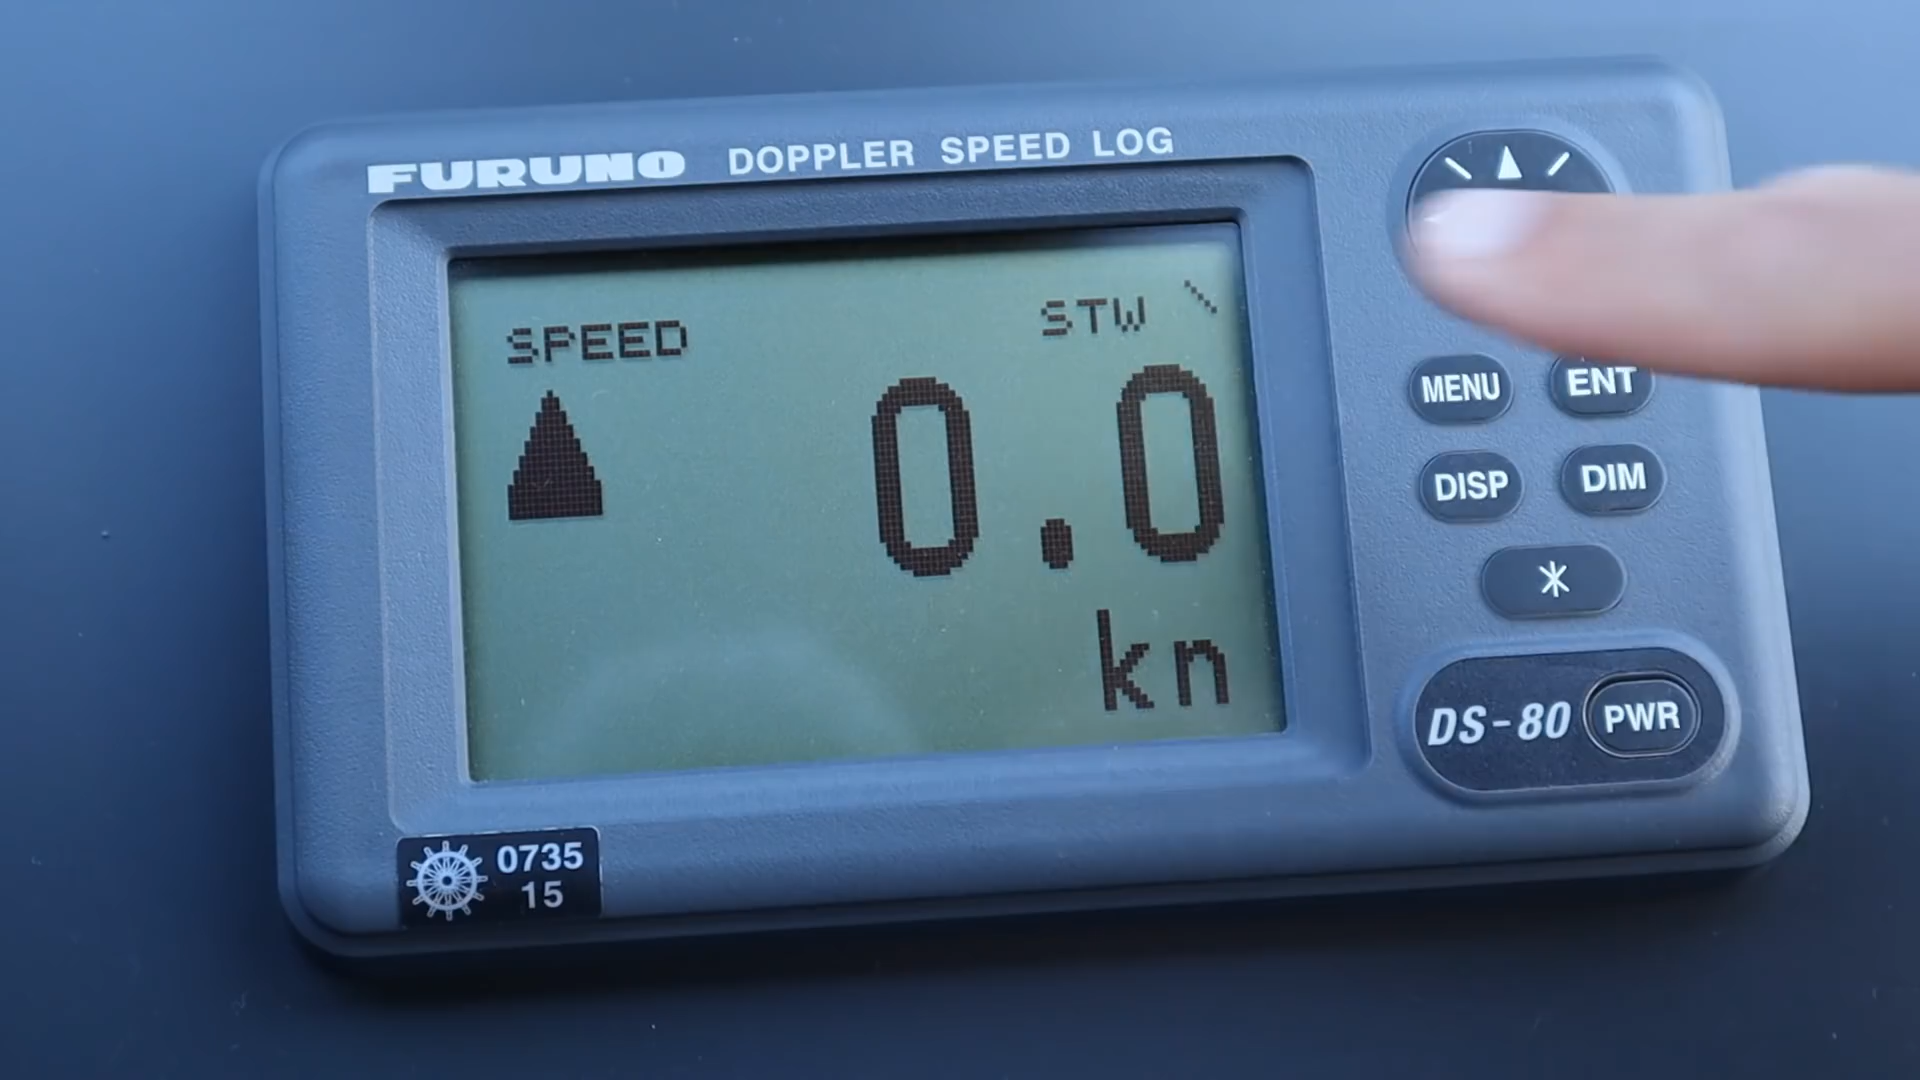 FURUNO DOPPLER SPEED LOG
SPEED STW
0.0
kn
MENU ENT
DISP DIM
*
DS-80 PWR
0735
15